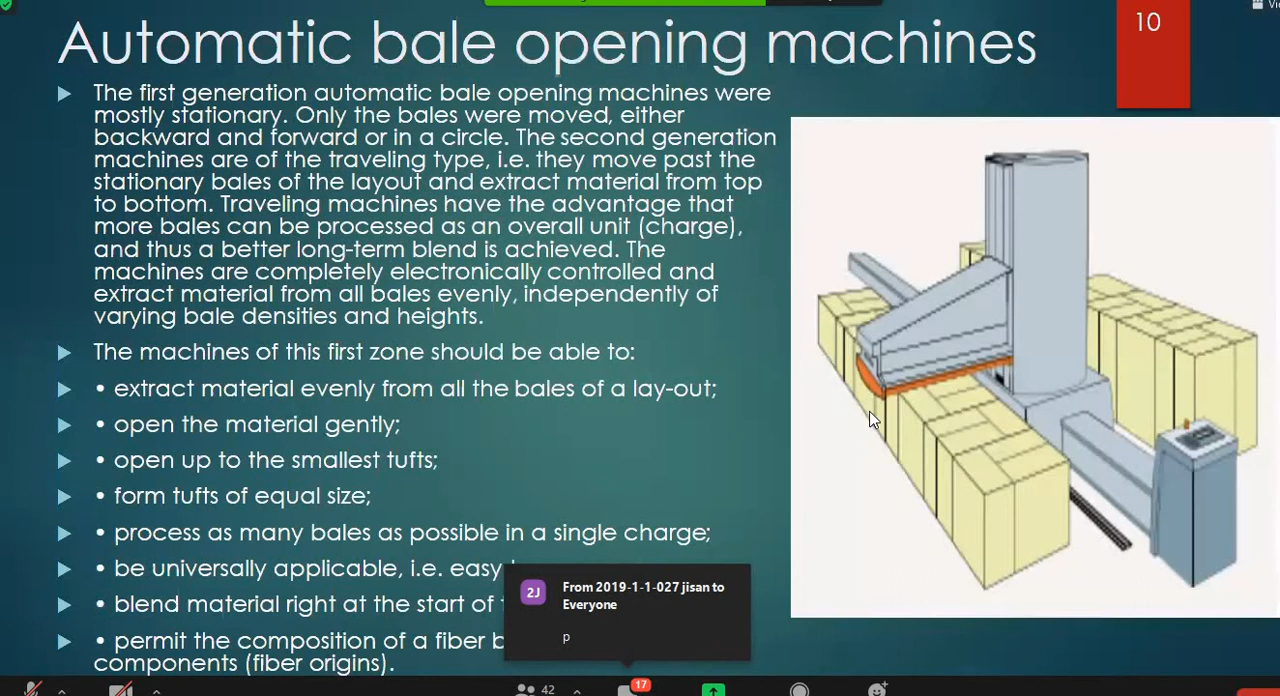 Automatic bale opening machines
10
The first generation automatic bale opening machines were
mostly stationary. Only the bales were moved, either
backward and forward or in a circle. The second generation
machines are of the traveling type, i.e. they move past the
stationary bales of the layout and extract material from top
to bottom. Traveling machines have the advantage that
more bales can be processed as an overall unit (charge),
and thus a better long-term blend is achieved. The
machines are completely electronically controlled and
extract material from all bales evenly, independently of
varying bale densities and heights.
The machines of this first zone should be able to:
• extract material evenly from all the bales of a lay-out;
• open the material gently;
• open up to the smallest tufts;
• form tufts of equal size;
• process as many bales as possible in a single charge;
• be universally applicable, i.e. easy
• blend material right at the start of
• permit the composition of a fiber
components (fiber origins).
2J
From 2019-1-1-027 jisan to
Everyone
p
42
17